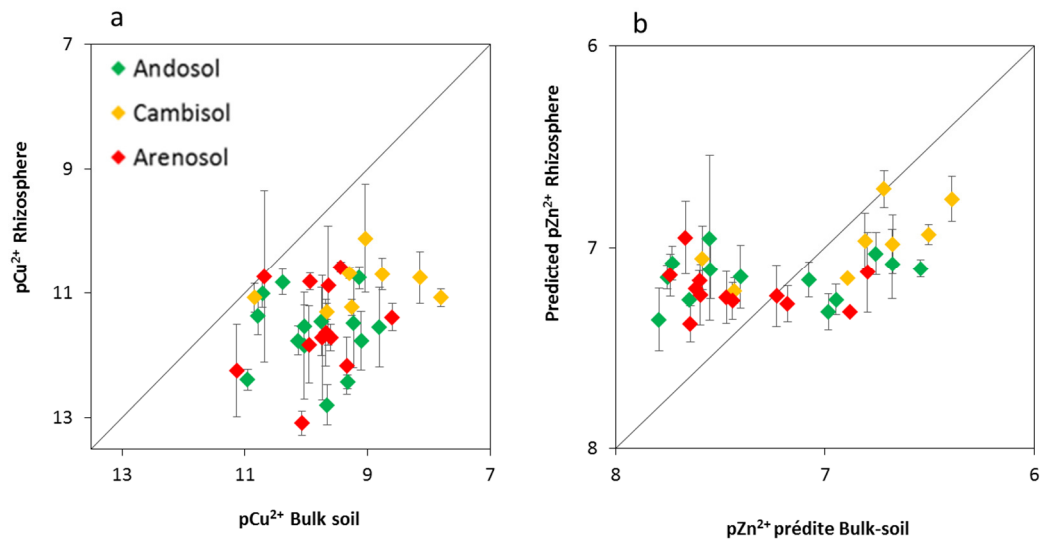 a
7
9
11
13
pCu²⁺ Rhizosphere
Andosol
Cambisol
Arenosol
13
11
9
7
pCu²⁺ Bulk soil
b
6
7
8
Predicted pZn²⁺ Rhizosphere
8
7
6
pZn²⁺ prédite Bulk-soil